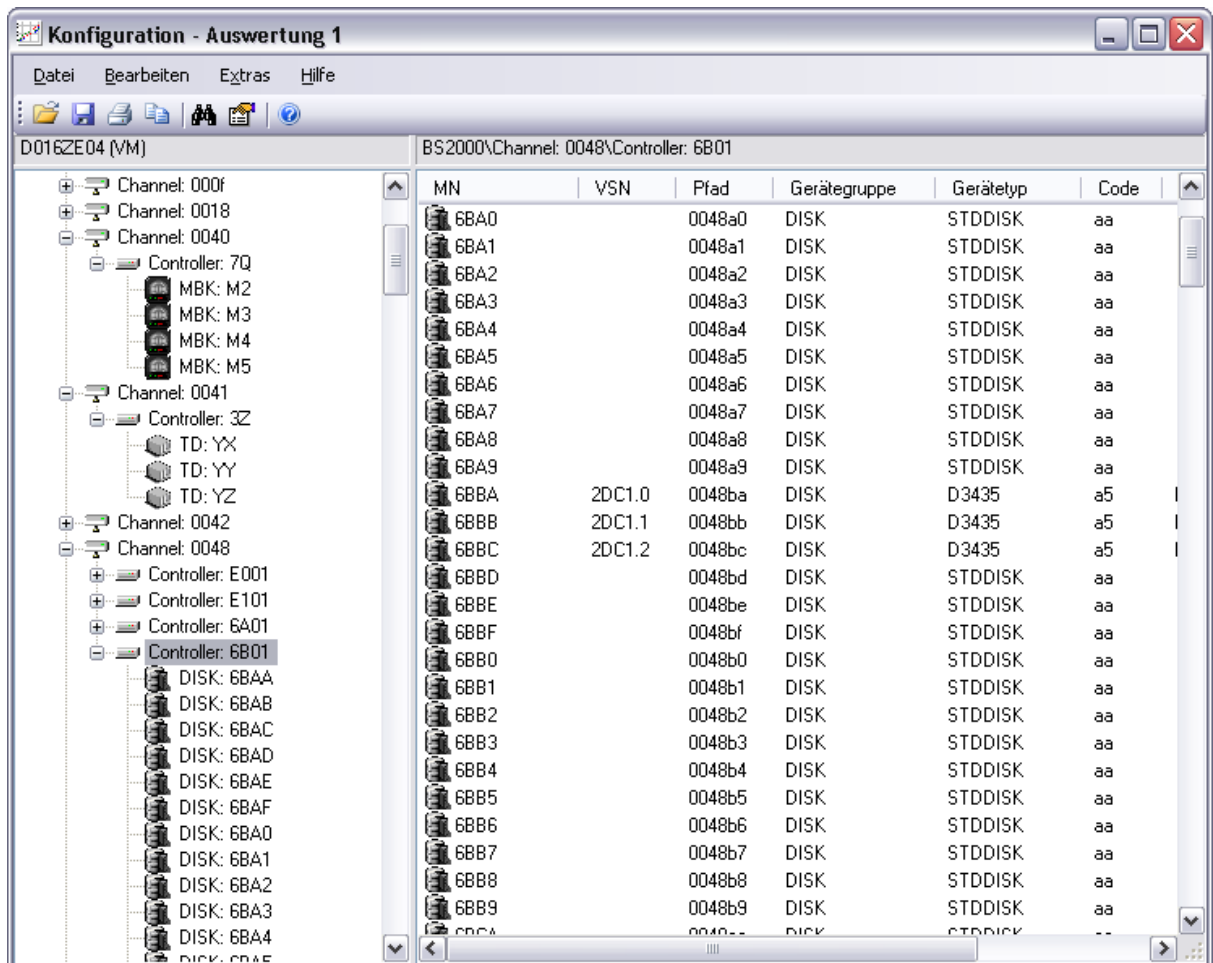 Konfiguration - Auswertung 1
Datei Bearbeiten Extras Hilfe
D016ZE04 (VM)
Channel: 000f
Channel: 0018
Channel: 0040
Controller: 7Q
MBK: M2
MBK: M3
MBK: M4
MBK: M5
Channel: 0041
Controller: 3Z
TD: YX
TD: YY
TD: YZ
Channel: 0042
Channel: 0048
Controller: E001
Controller: E101
Controller: 6A01
Controller: 6B01
DISK: 6BAA
DISK: 6BAB
DISK: 6BAC
DISK: 6BAD
DISK: 6BAE
DISK: 6BAF
DISK: 6BA0
DISK: 6BA1
DISK: 6BA2
DISK: 6BA3
DISK: 6BA4
BS2000\Channel: 0048\Controller: 6B01
MN VSN Pfad Gerätegruppe Gerätetyp Code
6BA0 0048a0 DISK STDDISK aa
6BA1 0048a1 DISK STDDISK aa
6BA2 0048a2 DISK STDDISK aa
6BA3 0048a3 DISK STDDISK aa
6BA4 0048a4 DISK STDDISK aa
6BA5 0048a5 DISK STDDISK aa
6BA6 0048a6 DISK STDDISK aa
6BA7 0048a7 DISK STDDISK aa
6BA8 0048a8 DISK STDDISK aa
6BA9 0048a9 DISK STDDISK aa
6BBA 2DC1.0 0048ba DISK D3435 a5
6BBB 2DC1.1 0048bb DISK D3435 a5
6BBC 2DC1.2 0048bc DISK D3435 a5
6BBD 0048bd DISK STDDISK aa
6BBE 0048be DISK STDDISK aa
6BBF 0048bf DISK STDDISK aa
6BB0 0048b0 DISK STDDISK aa
6BB1 0048b1 DISK STDDISK aa
6BB2 0048b2 DISK STDDISK aa
6BB3 0048b3 DISK STDDISK aa
6BB4 0048b4 DISK STDDISK aa
6BB5 0048b5 DISK STDDISK aa
6BB6 0048b6 DISK STDDISK aa
6BB7 0048b7 DISK STDDISK aa
6BB8 0048b8 DISK STDDISK aa
6BB9 0048b9 DISK STDDISK aa